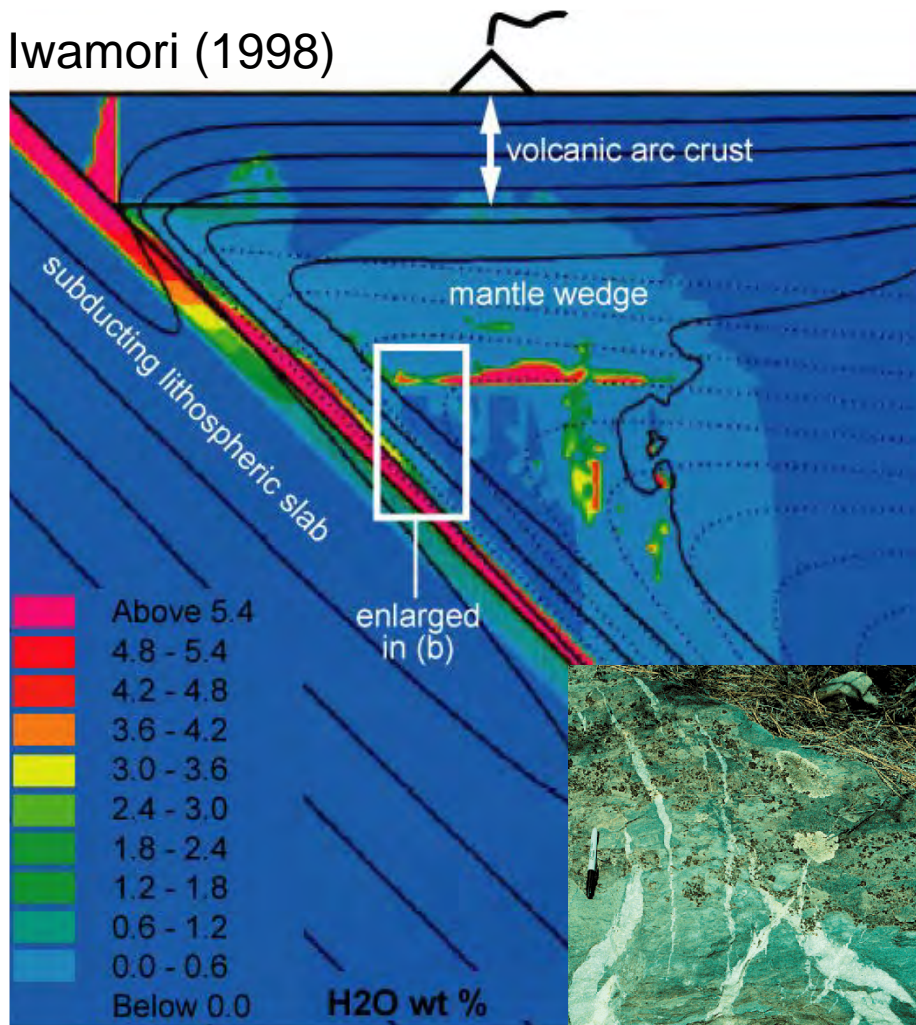 Iwamori (1998)
volcanic arc crust
mantle wedge
subducting lithospheric slab
enlarged
in (b)
Above 5.4
4.8 - 5.4
4.2 - 4.8
3.6 - 4.2
3.0 - 3.6
2.4 - 3.0
1.8 - 2.4
1.2 - 1.8
0.6 - 1.2
0.0 - 0.6
Below 0.0
H2O wt %